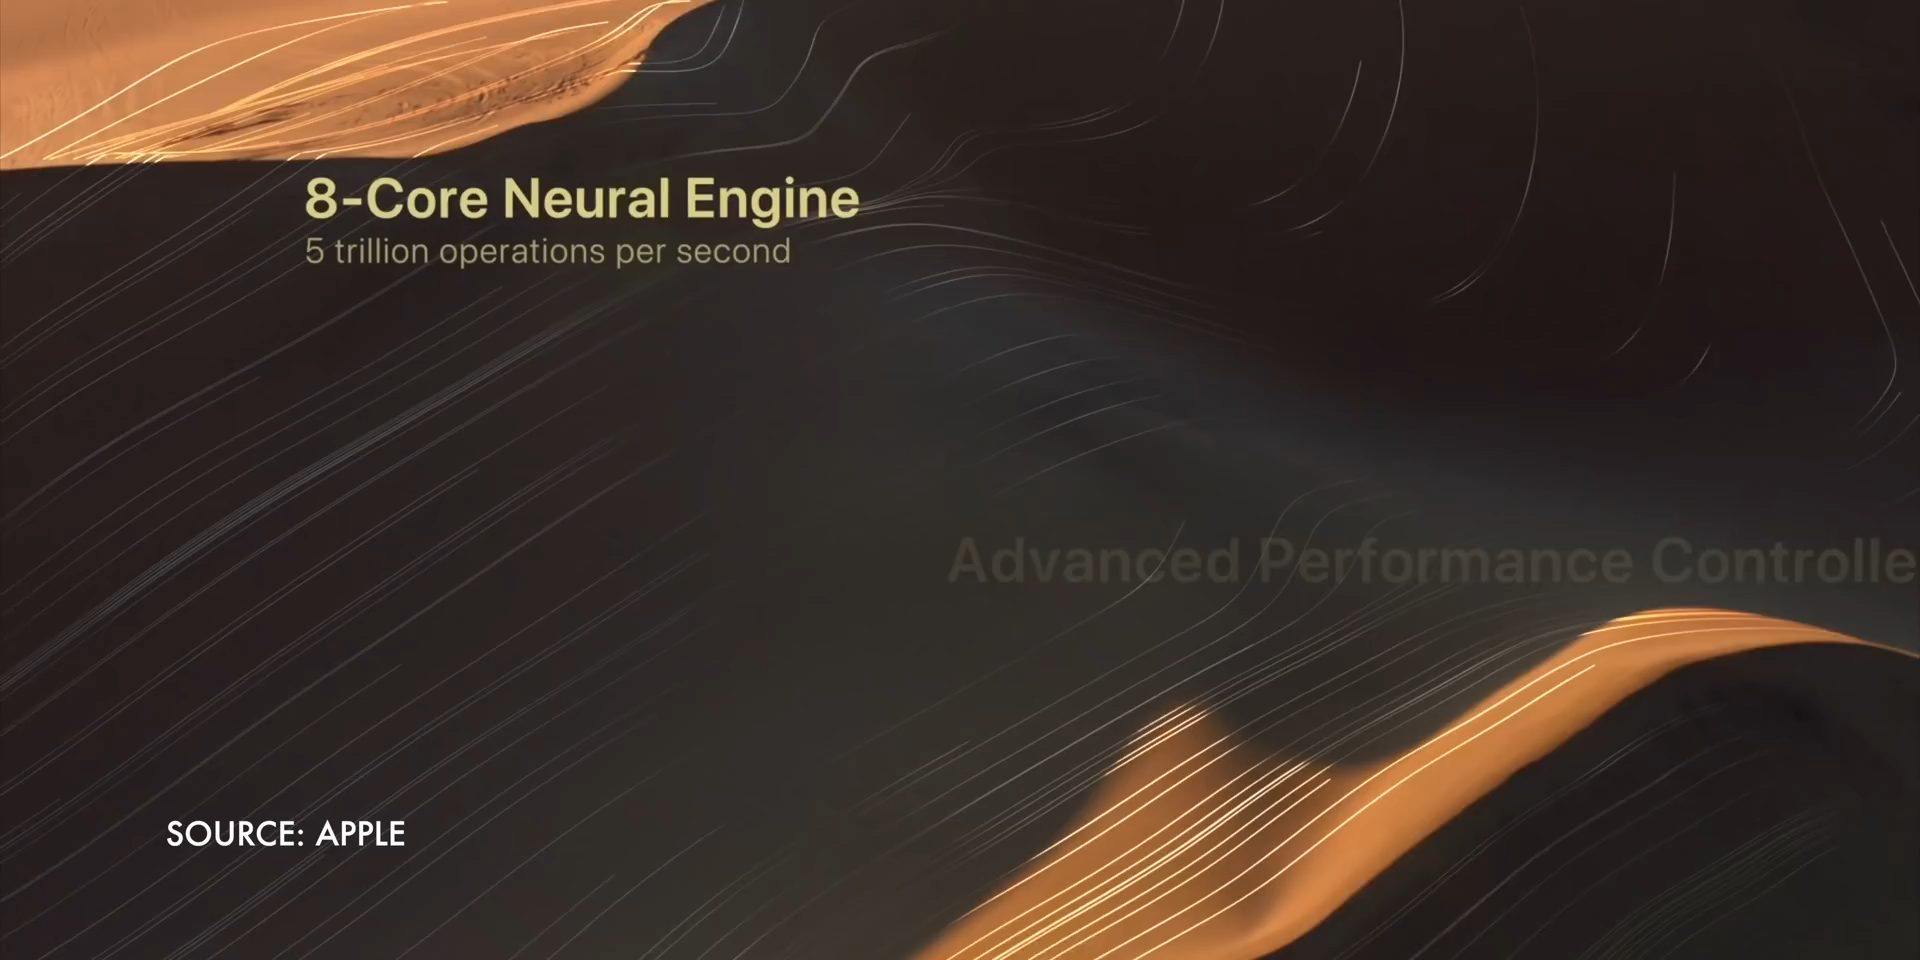 8-Core Neural Engine
5 trillion operations per second
Advanced Performance Controlle
SOURCE: APPLE